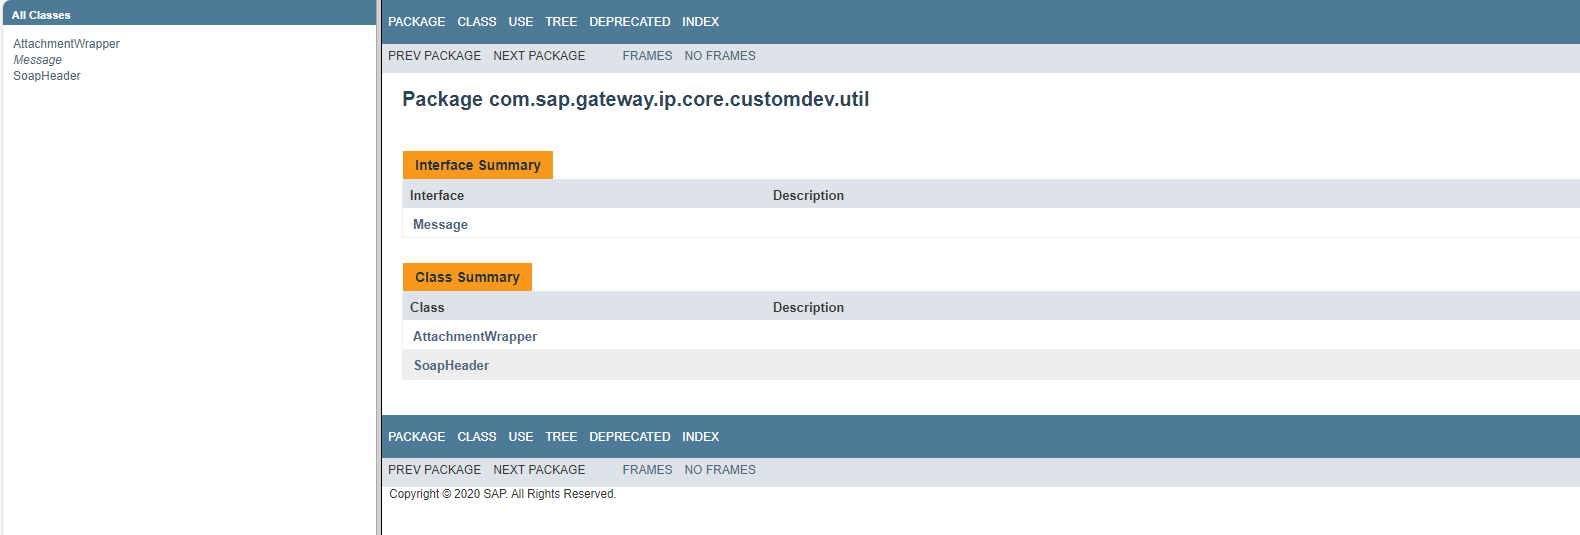 All Classes
AttachmentWrapper
Message
SoapHeader
PACKAGE CLASS USE TREE DEPRECATED INDEX
PREV PACKAGE NEXT PACKAGE FRAMES NO FRAMES
Package com.sap.gateway.ip.core.customdev.util
Interface Summary
Interface Description
Message
Class Summary
Class Description
AttachmentWrapper
SoapHeader
PACKAGE CLASS USE TREE DEPRECATED INDEX
PREV PACKAGE NEXT PACKAGE FRAMES NO FRAMES
Copyright © 2020 SAP. All Rights Reserved.